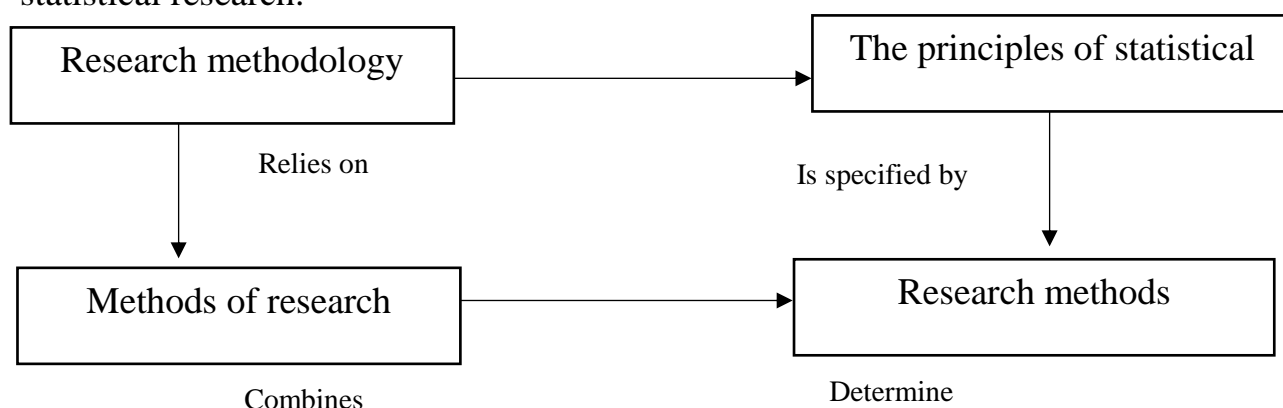 statistical research.
Research methodology
The principles of statistical
Relies on
Is specified by
Methods of research
Research methods
Combines
Determine